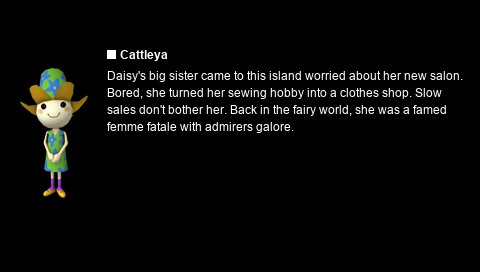 Cattleya
Daisy's big sister came to this island worried about her new salon.
Bored, she turned her sewing hobby into a clothes shop. Slow
sales don't bother her. Back in the fairy world, she was a famed
femme fatale with admirers galore.